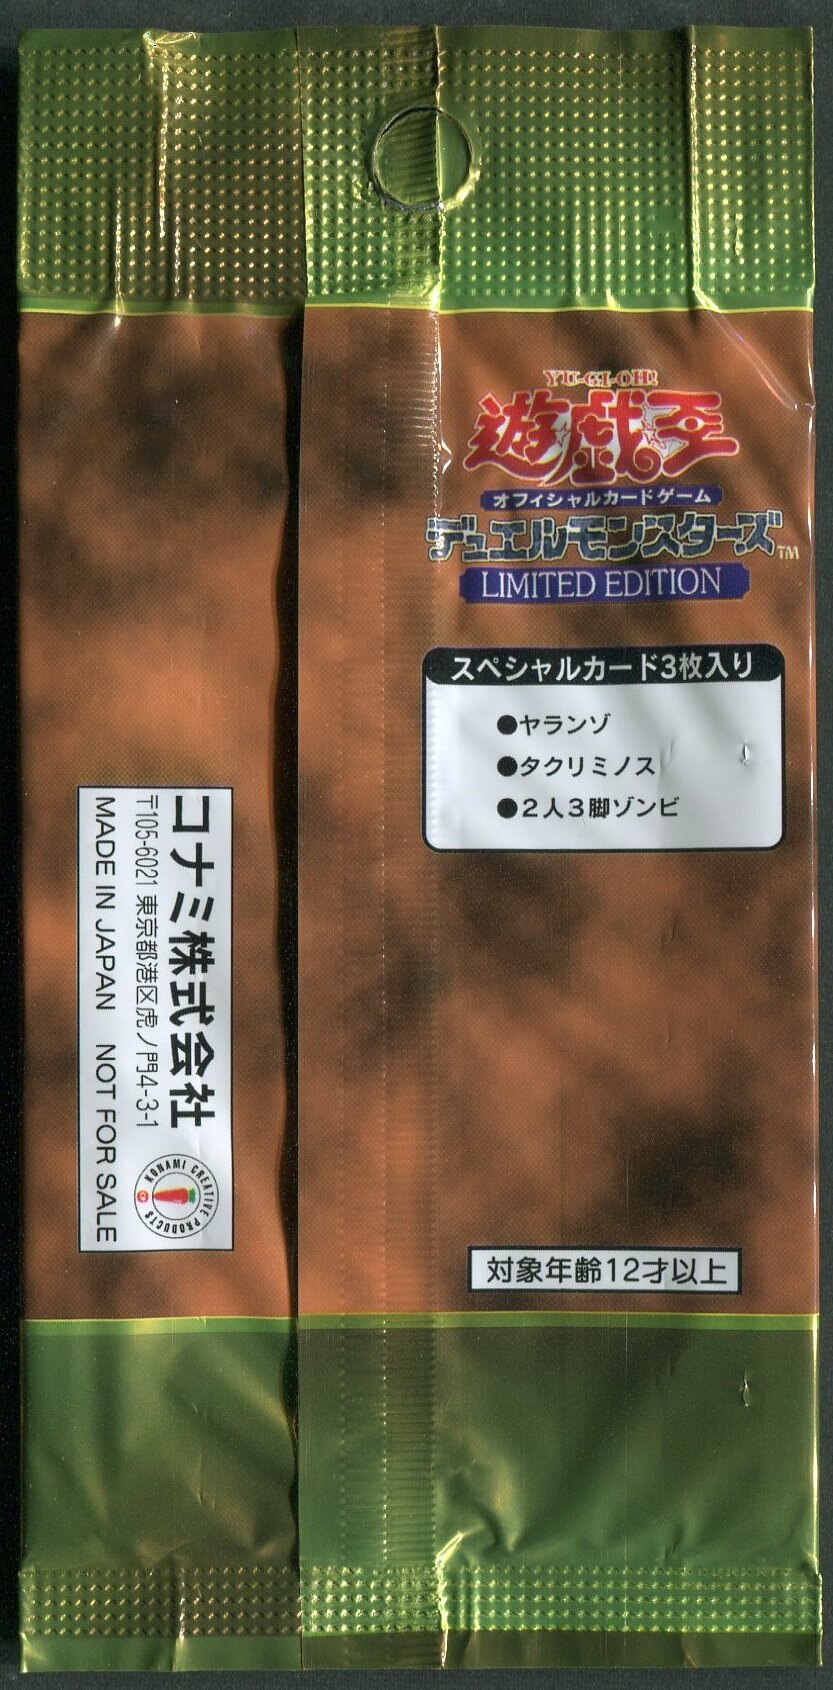 YU-GI-OH!
遊戯王
オフィシャルカードゲーム
デュエルモンスターズ™
LIMITED EDITION
スペシャルカード3枚入り
●ヤランゾ
●タクリミノス
●2人3脚ゾンビ
コナミ株式会社
〒105-6021 東京都港区虎ノ門4-3-1
MADE IN JAPAN NOT FOR SALE
KONAMI CREATIVE PRODUCTS
対象年齢12才以上